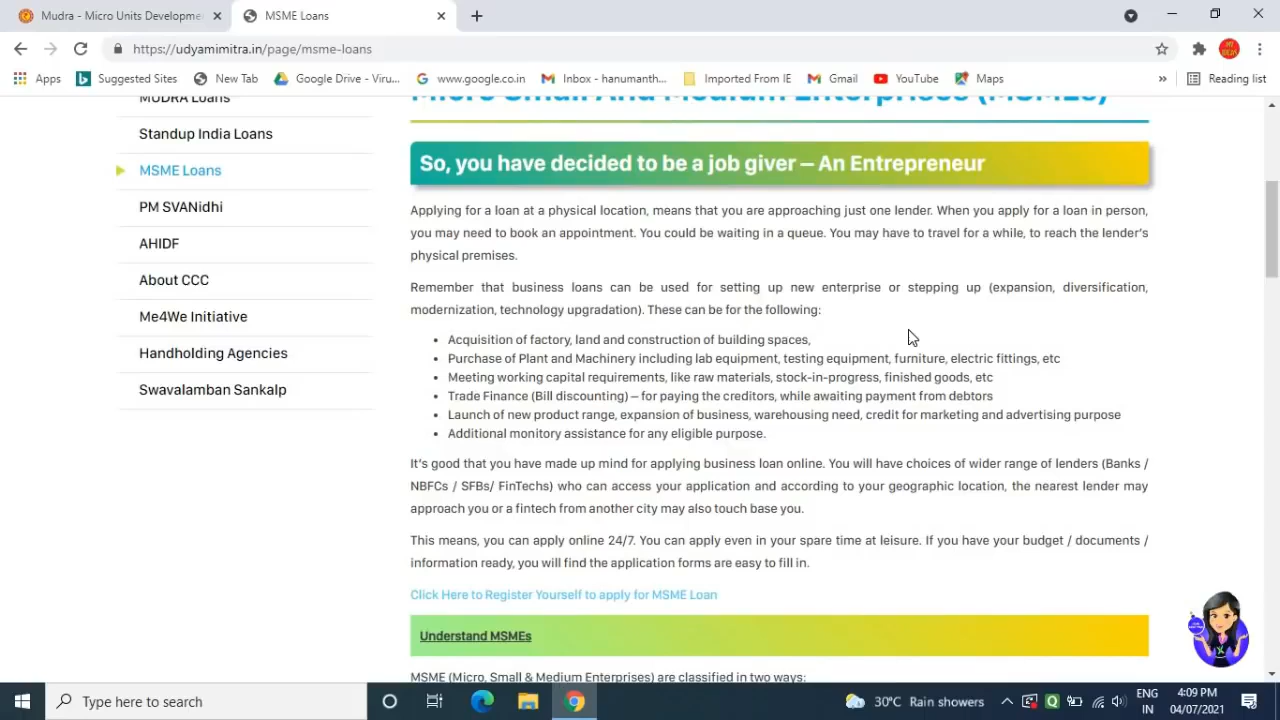 Mudra - Micro Units Developme
MSME Loans
https://udyamimitra.in/page/msme-loans
Apps
Suggested Sites
New Tab
Google Drive - Viru...
www.google.co.in
Inbox - hanumanth...
Imported From IE
Gmail
YouTube
Maps
»
Reading list
MUDRA Loans
Standup India Loans
MSME Loans
PM SVANidhi
AHIDF
About CCC
Me4We Initiative
Handholding Agencies
Swavalamban Sankalp
Micro Small And Medium Enterprises (MSMEs)
So, you have decided to be a job giver – An Entrepreneur
Applying for a loan at a physical location, means that you are approaching just one lender. When you apply for a loan in person,
you may need to book an appointment. You could be waiting in a queue. You may have to travel for a while, to reach the lender's
physical premises.
Remember that business loans can be used for setting up new enterprise or stepping up (expansion, diversification,
modernization, technology upgradation). These can be for the following:
• Acquisition of factory, land and construction of building spaces,
• Purchase of Plant and Machinery including lab equipment, testing equipment, furniture, electric fittings, etc
• Meeting working capital requirements, like raw materials, stock-in-progress, finished goods, etc
• Trade Finance (Bill discounting) – for paying the creditors, while awaiting payment from debtors
• Launch of new product range, expansion of business, warehousing need, credit for marketing and advertising purpose
• Additional monitory assistance for any eligible purpose.
It's good that you have made up mind for applying business loan online. You will have choices of wider range of lenders (Banks /
NBFCs / SFBs/ FinTechs) who can access your application and according to your geographic location, the nearest lender may
approach you or a fintech from another city may also touch base you.
This means, you can apply online 24/7. You can apply even in your spare time at leisure. If you have your budget / documents /
information ready, you will find the application forms are easy to fill in.
Click Here to Register Yourself to apply for MSME Loan
Understand MSMEs
MSME (Micro, Small & Medium Enterprises) are classified in two ways:
Type here to search
30°C Rain showers
ENG
IN
4:09 PM
04/07/2021